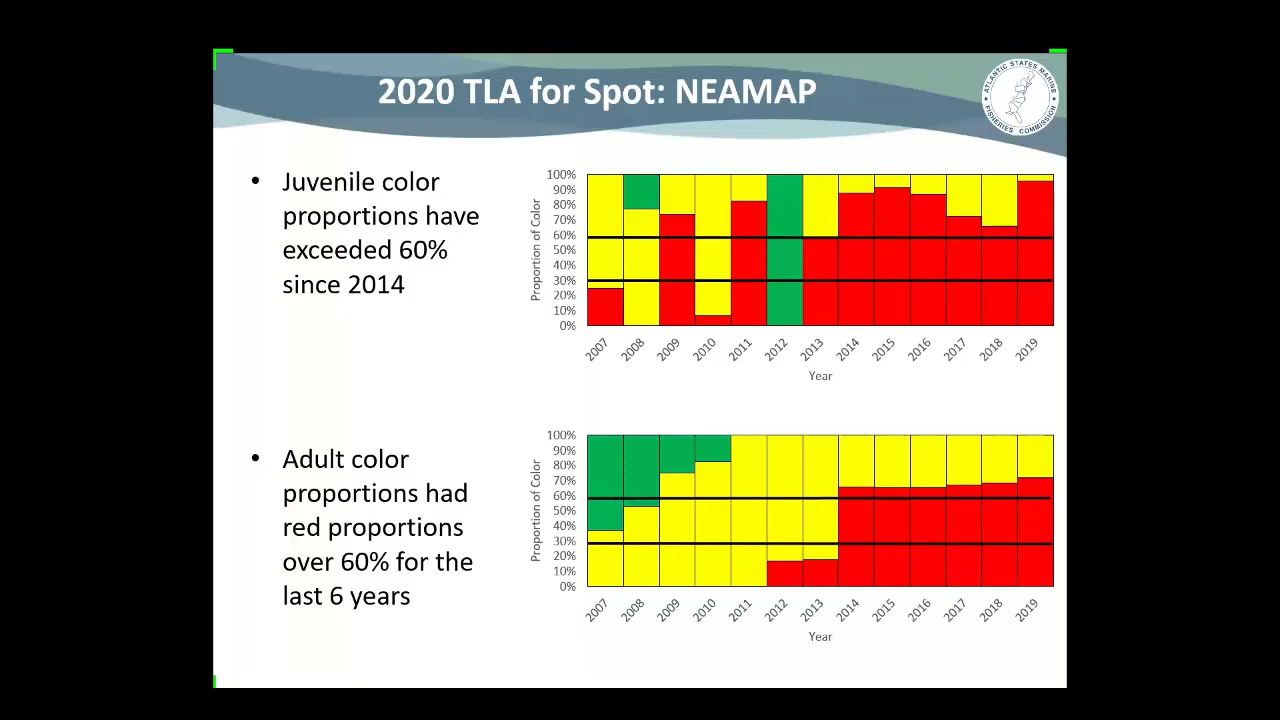 2020 TLA for Spot: NEAMAP
ATLANTIC STATES MARINE
FISHERIES COMMISSION
• Juvenile color
proportions have
exceeded 60%
since 2014
Proportion of Color
100%
90%
80%
70%
60%
50%
40%
30%
20%
10%
0%
2007 2008 2009 2010 2011 2012 2013 2014 2015 2016 2017 2018 2019
Year
• Adult color
proportions had
red proportions
over 60% for the
last 6 years
Proportion of Color
100%
90%
80%
70%
60%
50%
40%
30%
20%
10%
0%
2007 2008 2009 2010 2011 2012 2013 2014 2015 2016 2017 2018 2019
Year